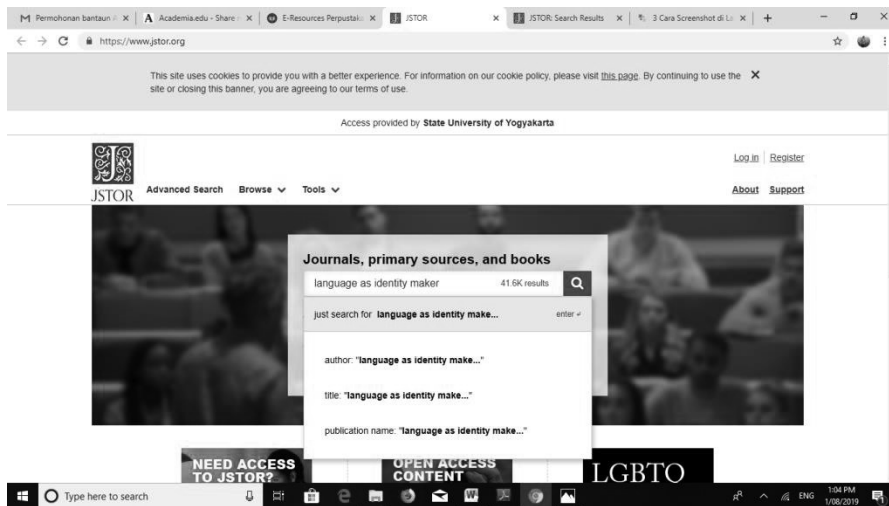 Permohonan bantaun
Academia.edu - Share
E-Resources Perpustak
JSTOR
JSTOR: Search Results
3 Cara Screenshot di La
https://www.jstor.org
This site uses cookies to provide you with a better experience. For information on our cookie policy, please visit this page. By continuing to use the
site or closing this banner, you are agreeing to our terms of use.
Access provided by State University of Yogyakarta
Log in Register
JSTOR
Advanced Search Browse Tools
About Support
Journals, primary sources, and books
language as identity maker 41.6K results
just search for language as identity make... enter
author: "language as identity make..."
title: "language as identity make..."
publication name: "language as identity make..."
NEED ACCESS
TO JSTOR?
OPEN ACCESS
CONTENT
LGBTQ
Type here to search
ENG
1:04 PM
1/08/2019